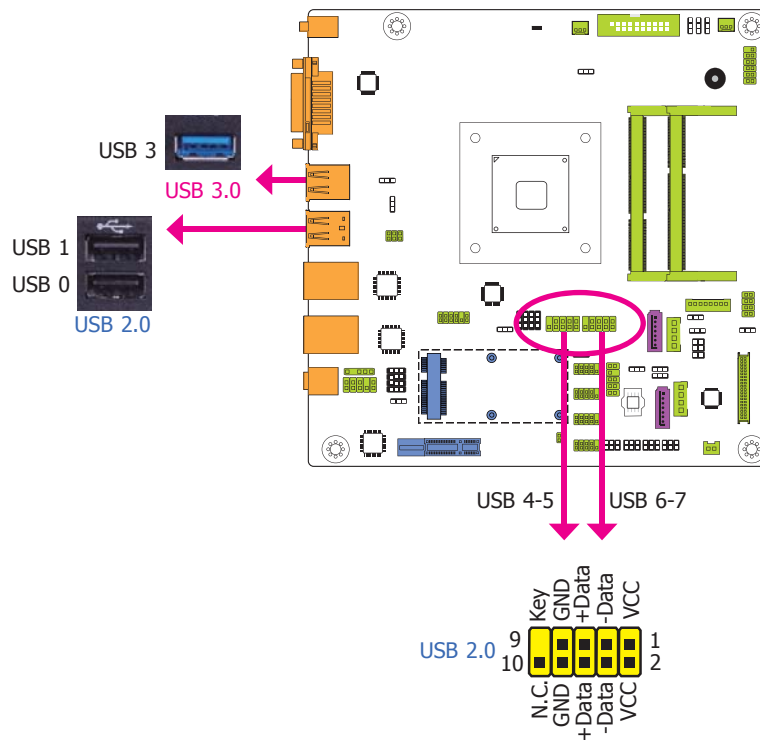 USB 3
USB 3.0
USB 1
USB 0
USB 2.0
USB 4-5
USB 6-7
Key
GND
+Data
-Data
VCC
USB 2.0
9
1
10
2
N.C.
GND
+Data
-Data
VCC